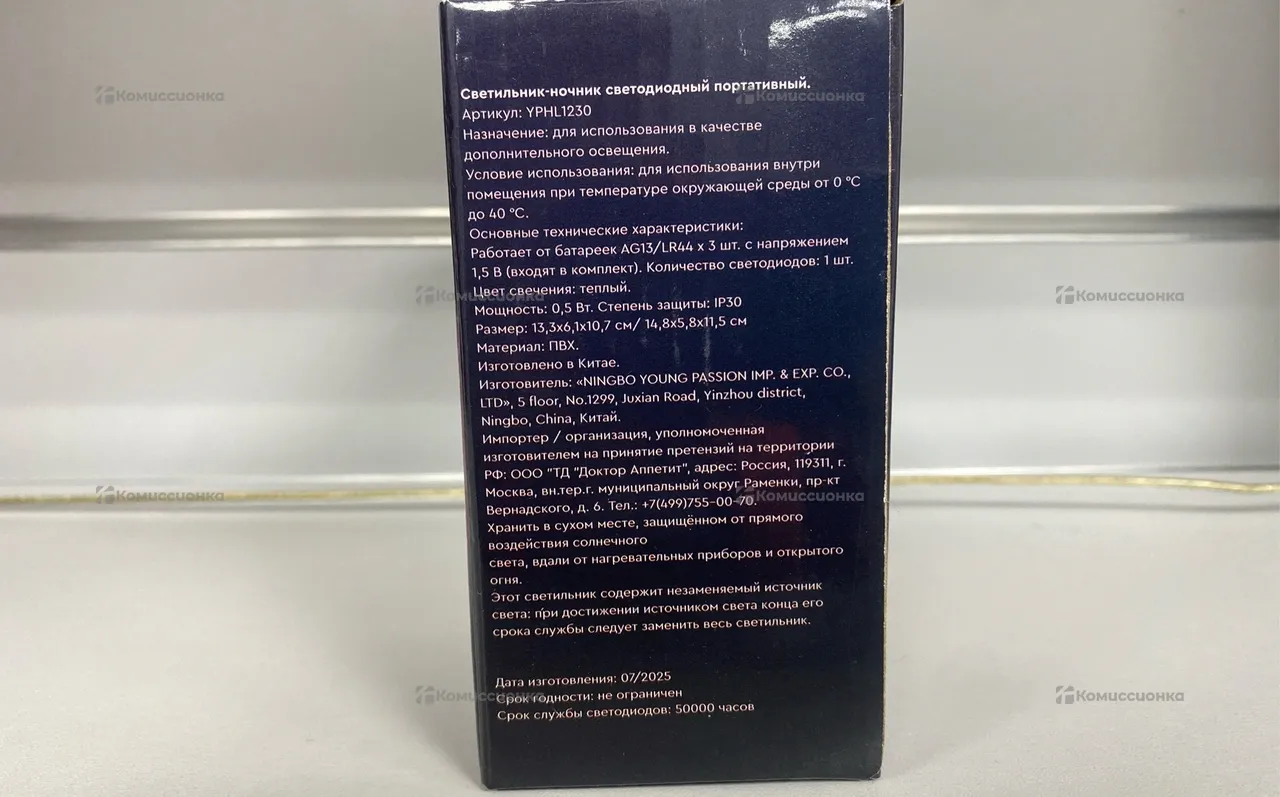 Светильник-ночник светодиодный портативный.
Артикул: YPHL1230
Назначение: для использования в качестве
дополнительного освещения.
Условие использования: для использования внутри
помещения при температуре окружающей среды от 0 °C
до 40 °C.
Основные технические характеристики:
Работает от батареек AG13/LR44 x 3 шт. с напряжением
1,5 В (входят в комплект). Количество светодиодов: 1 шт.
Цвет свечения: теплый.
Мощность: 0,5 Вт. Степень защиты: IP30
Размер: 13,3x6,1x10,7 см/ 14,8x5,8x11,5 см
Материал: ПВХ.
Изготовлено в Китае.
Изготовитель: «NINGBO YOUNG PASSION IMP. & EXP. CO.,
LTD», 5 floor, No.1299, Juxian Road, Yinzhou district,
Ningbo, China, Китай.
Импортер / организация, уполномоченная
изготовителем на принятие претензий на территории
РФ: ООО "ТД "Доктор Аппетит", адрес: Россия, 119311, г.
Москва, вн.тер.г. муниципальный округ Раменки, пр-кт
Вернадского, д. 6. Тел.: +7(499)755-00-70.
Хранить в сухом месте, защищённом от прямого
воздействия солнечного
света, вдали от нагревательных приборов и открытого
огня.
Этот светильник содержит незаменяемый источник
света: при достижении источником света конца его
срока службы следует заменить весь светильник.
Дата изготовления: 07/2025
Срок годности: не ограничен
Срок службы светодиодов: 50000 часов
Комиссионка
Комиссионка
Комиссионка
Комиссионка
Комиссионка
Комиссионка
Комиссионка
Комиссионка